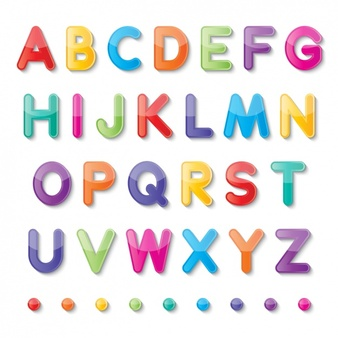 ABCDEFG
HIJKLMN
OPQRST
UVWXYZ